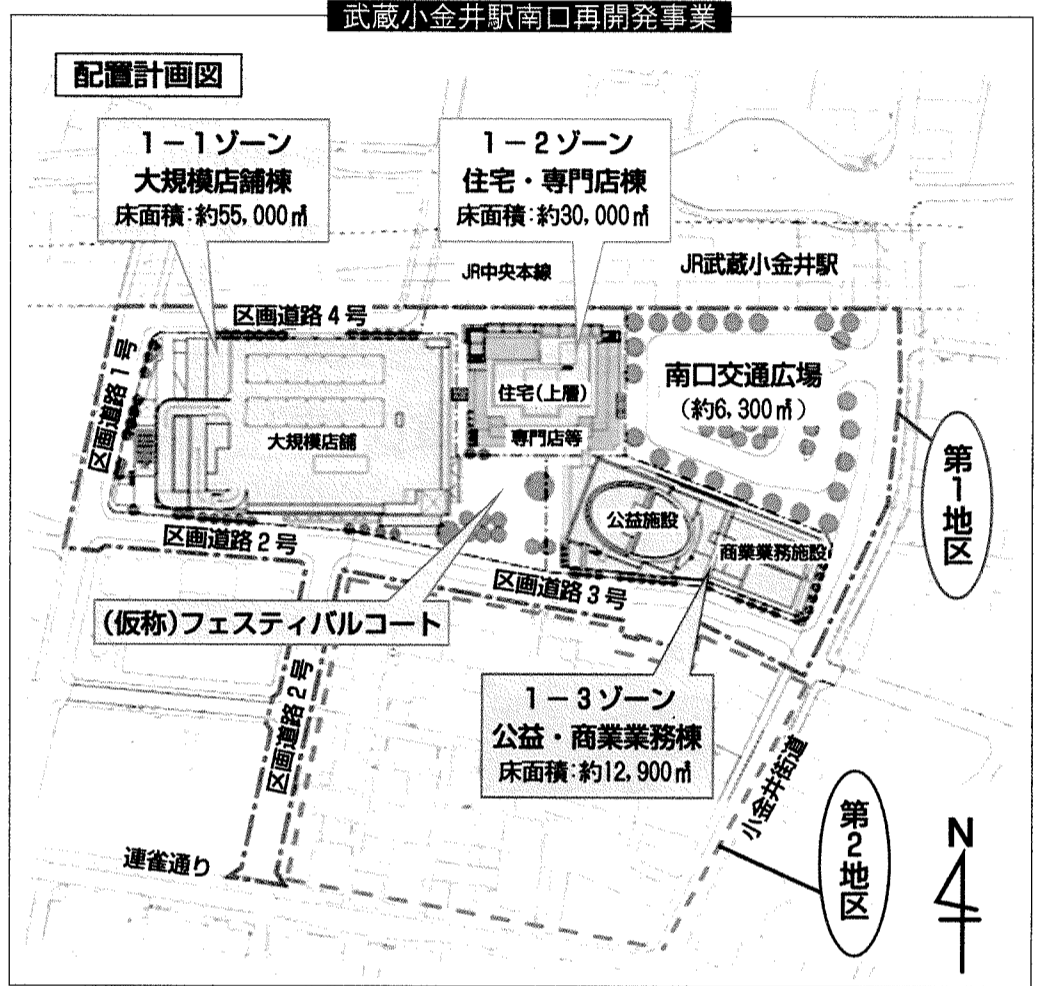 武蔵小金井駅南口再開発事業
配置計画図
1－1ゾーン
大規模店舗棟
床面積：約55,000㎡
1－2ゾーン
住宅・専門店棟
床面積：約30,000㎡
JR中央本線
JR武蔵小金井駅
区画道路4号
区画道路1号
住宅(上層)
専門店等
大規模店舗
南口交通広場
（約6,300㎡）
第1地区
公益施設
商業業務施設
区画道路2号
区画道路3号
(仮称)フェスティバルコート
区画道路2号
1－3ゾーン
公益・商業業務棟
床面積：約12,900㎡
小金井街道
第2地区
連雀通り
N